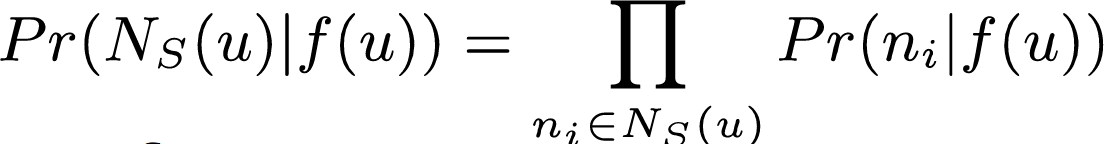 Pr(N_S(u)|f(u)) = ∏_{n_i∈N_S(u)} Pr(n_i|f(u))